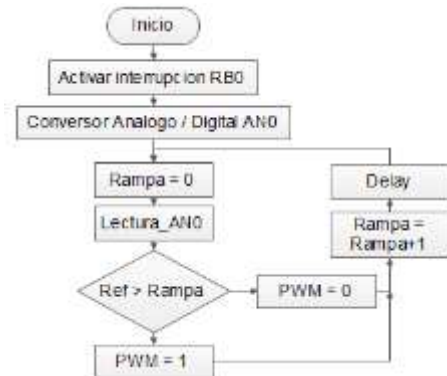 Inicio
Activar interrupcion RB0
Conversor Analogo / Digital AN0
Rampa = 0
Delay
Lectura_AN0
Rampa =
Rampa+1
Ref > Rampa
PWM = 0
PWM = 1